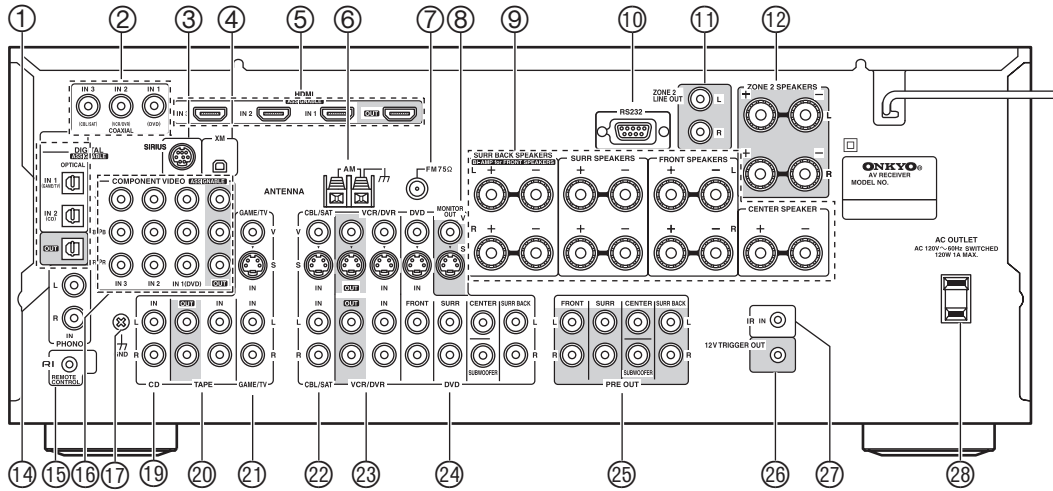 ① ② ③ ④ ⑤ ⑥ ⑦ ⑧ ⑨ ⑩ ⑪ ⑫
IN 3 IN 2 IN 1
(CBL/SAT) (VCR/DVR) (DVD)
COAXIAL
HDMI
ASSIGNABLE
IN 3 IN 2 IN 1 OUT
DIGITAL
ASSIGNABLE
OPTICAL
IN 1
(GAME/TV)
IN 2
(CD)
OUT
SIRIUS
XM
COMPONENT VIDEO ASSIGNABLE
PB
PR
IN 3 IN 2 IN 1(DVD) OUT
ANTENNA
AM
FM 75Ω
RS232
ZONE 2
LINE OUT
L
R
ZONE 2 SPEAKERS
+ −
L
+ −
R
SURR BACK SPEAKERS
BI-AMP for FRONT SPEAKERS
SURR SPEAKERS
FRONT SPEAKERS
L + − + − + − L
R + − + − + − R
CENTER SPEAKER
+ −
ONKYO®
AV RECEIVER
MODEL NO.
AC OUTLET
AC 120V~60Hz SWITCHED
120W 1A MAX.
GAME/TV CBL/SAT VCR/DVR DVD MONITOR OUT
V V V
S S S
IN IN OUT IN IN
L
R
IN
PHONO
RI
REMOTE
CONTROL
GND
IN OUT IN IN
L L
R R
CD TAPE GAME/TV
IN OUT IN FRONT SURR CENTER SURR BACK
L L
R R
SUBWOOFER
CBL/SAT VCR/DVR DVD
FRONT SURR CENTER SURR BACK
L L
R R
SUBWOOFER
PRE OUT
IR IN
12V TRIGGER OUT
⑭ ⑮ ⑯ ⑰ ⑲ ⑳ ㉑ ㉒ ㉓ ㉔ ㉕ ㉖ ㉗ ㉘